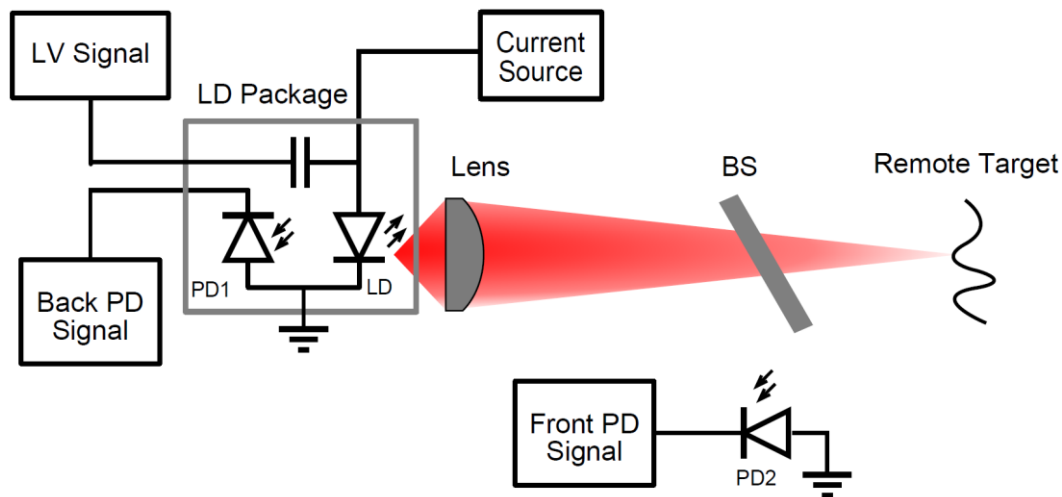 LV Signal
Current
Source
LD Package
Lens
BS
Remote Target
PD1
LD
Back PD
Signal
Front PD
Signal
PD2